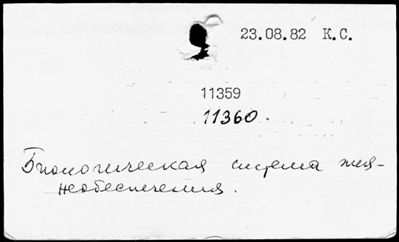 23.08.82 К.С.
11359
11360.
Биологическая система жиз-
необеспечения.